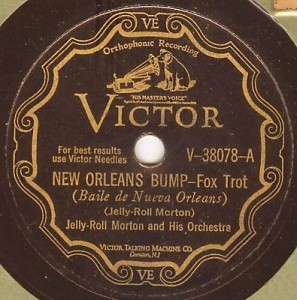 VE
Orthophonic Recording
"HIS MASTER'S VOICE"
VICTOR
For best results
use Victor Needles
V-38078-A
NEW ORLEANS BUMP-Fox Trot
(Baile de Nueva Orleans)
(Jelly-Roll Morton)
Jelly-Roll Morton and His Orchestra
VICTOR TALKING MACHINE CO.
Camden, N.J.
VE